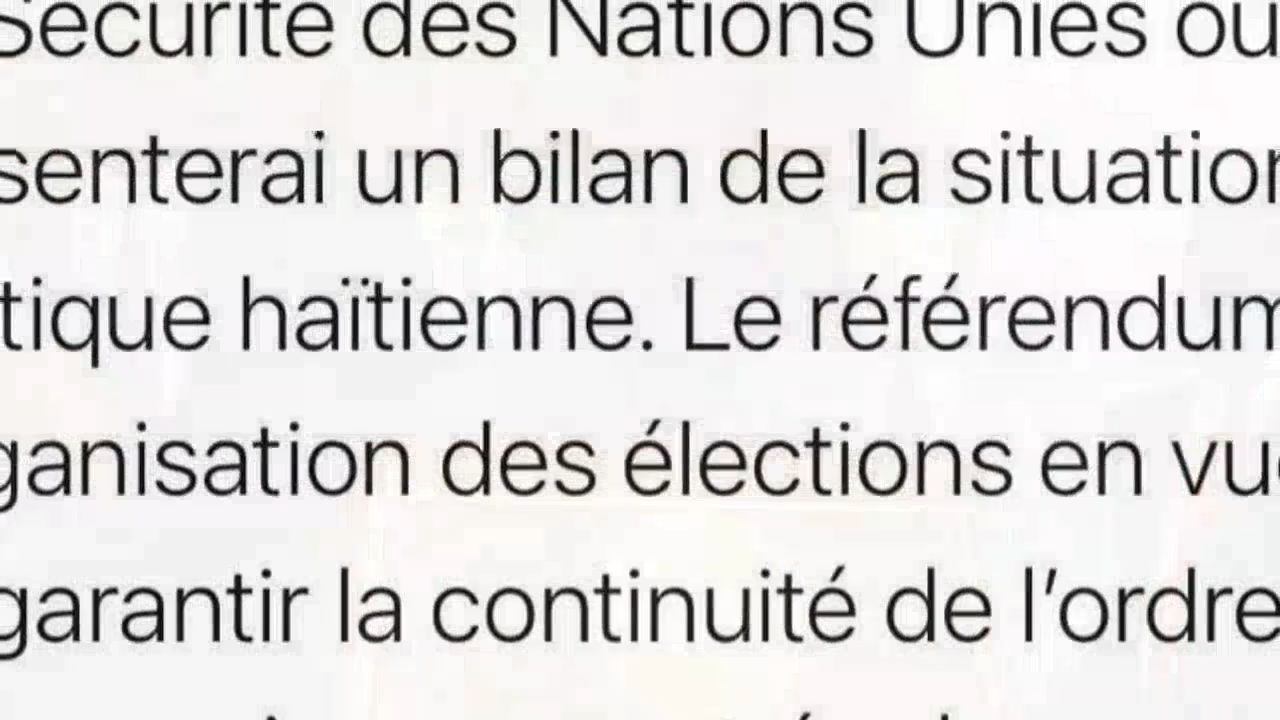 Sécurité des Nations Unies ou
senterai un bilan de la situation
tique haïtienne. Le référendum
ganisation des élections en vue
garantir la continuité de l’ordre